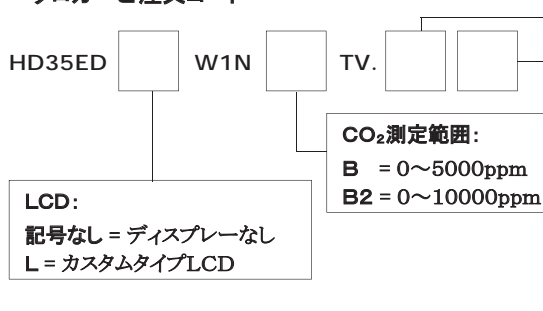 HD35ED W1N TV.
CO₂測定範囲:
B = 0～5000ppm
B2 = 0～10000ppm
LCD:
記号なし = ディスプレーなし
L = カスタムタイプLCD